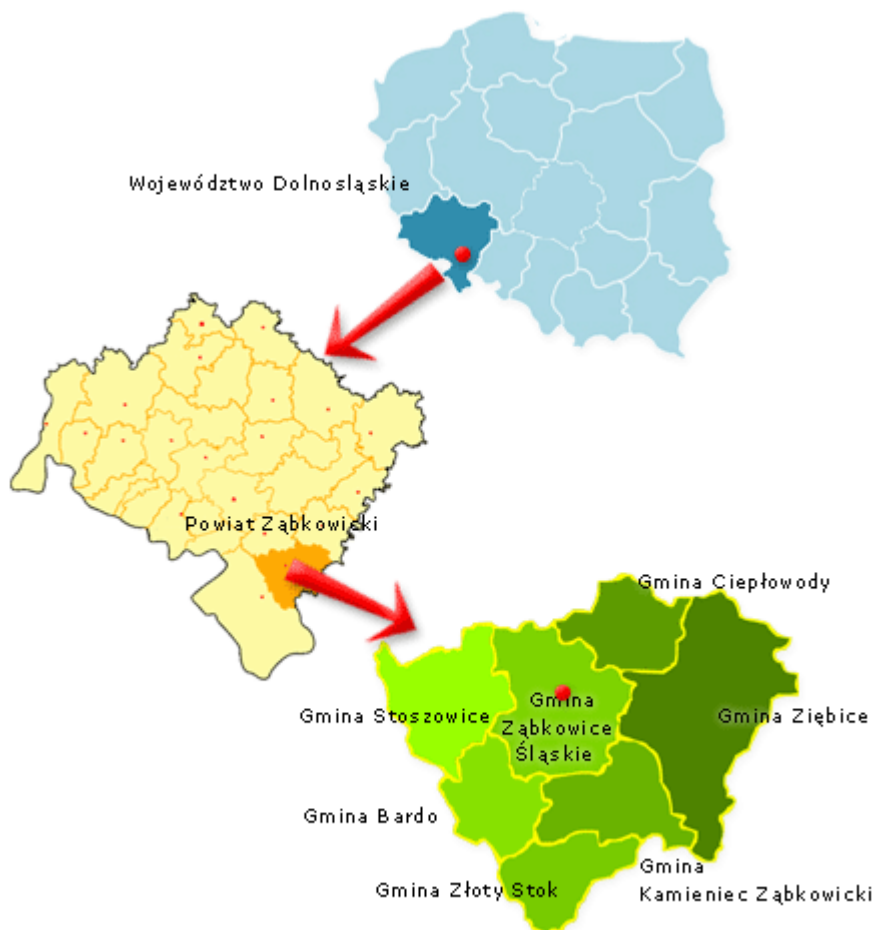 Województwo Dolnosląskie
Powiat Ząbkowicki
Gmina Ciepłowody
Gmina Stoszowice
Gmina
Ząbkowice
Śląskie
Gmina Ziębice
Gmina Bardo
Gmina Złoty Stok
Gmina
Kamieniec Ząbkowicki